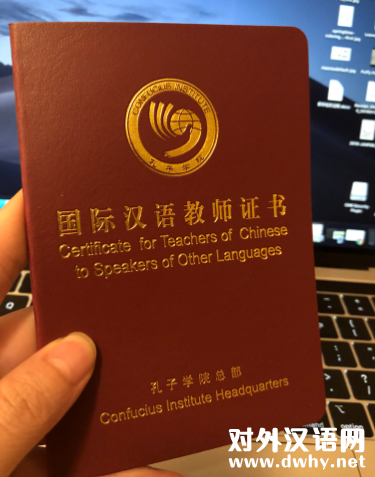 CONFUCIUS INSTITUTE
孔子学院
国际汉语教师证书
Certificate for Teachers of Chinese
to Speakers of Other Languages
孔子学院总部
Confucius Institute Headquarters
option
对外汉语网
www.dwhy.net